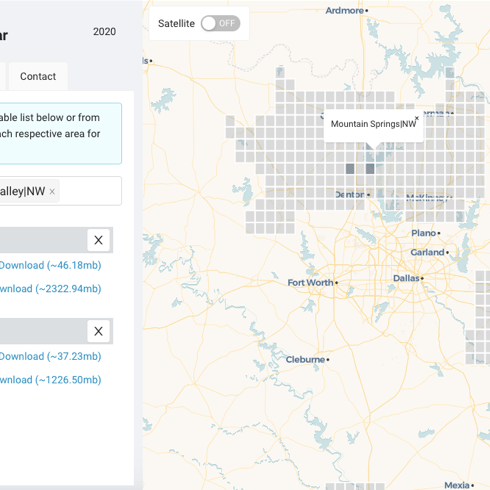 ar
2020
Contact
able list below or from
ach respective area for
alley|NW ×
X
Download (~46.18mb)
wnload (~2322.94mb)
X
Download (~37.23mb)
wnload (~1226.50mb)
Satellite OFF
Ardmore
ls
Mountain Springs|NW ×
Denton
McKinney
Plano
Garland
Dallas
Fort Worth
Cleburne
Mexia